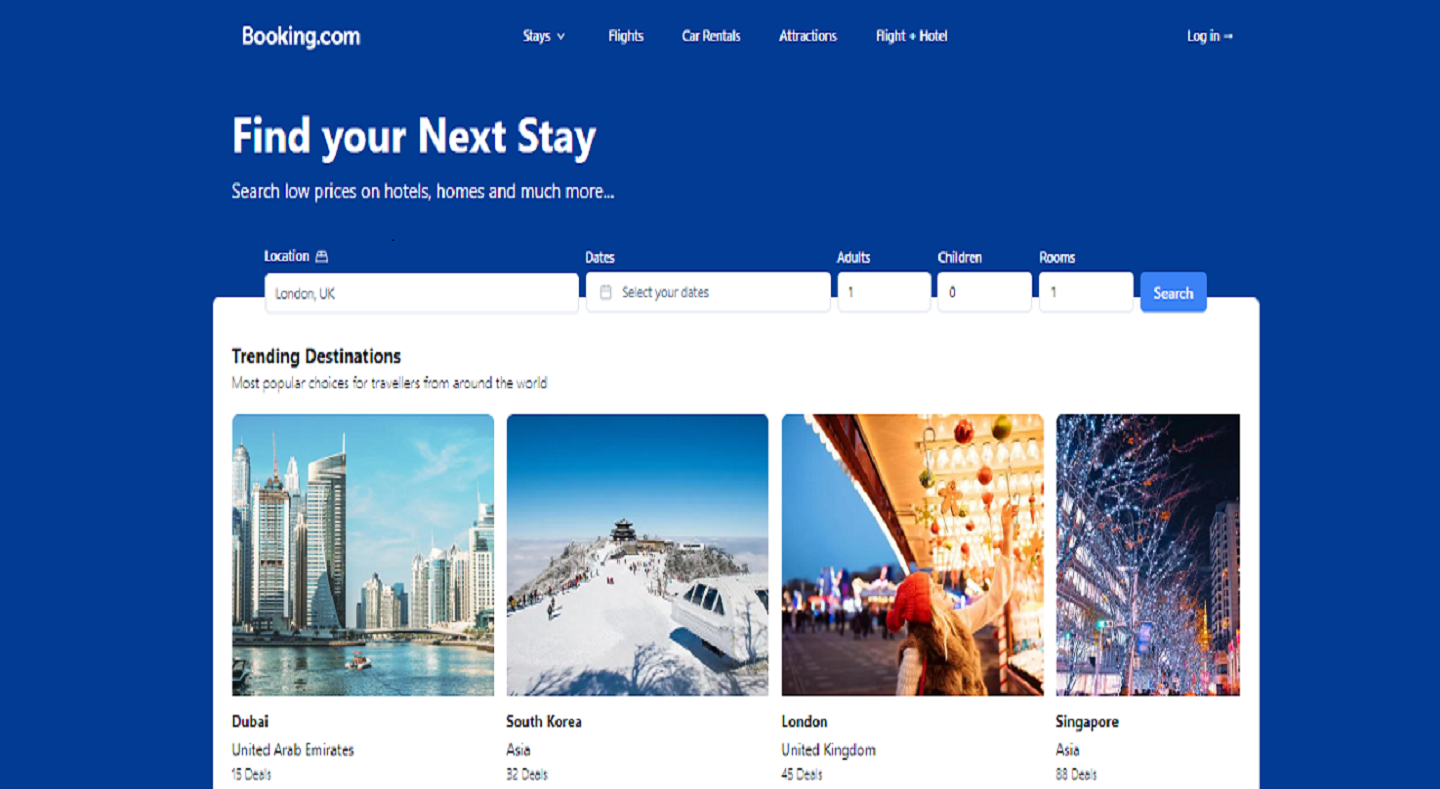 Booking.com
Stays
Flights
Car Rentals
Attractions
Flight + Hotel
Log in →
Find your Next Stay
Search low prices on hotels, homes and much more...
Location
Dates
Adults
Children
Rooms
London, UK
Select your dates
1
0
1
Search
Trending Destinations
Most popular choices for travellers from around the world
Dubai
United Arab Emirates
15 Deals
South Korea
Asia
32 Deals
London
United Kingdom
45 Deals
Singapore
Asia
88 Deals